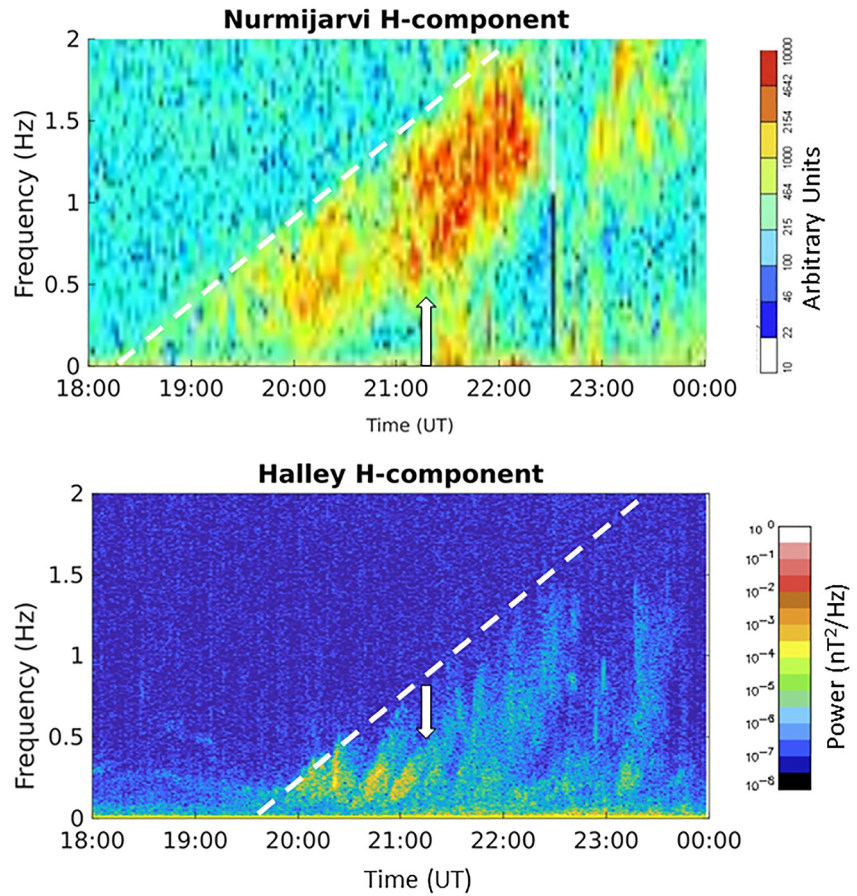 Nurmijarvi H-component
2
1.5
1
0.5
0
Frequency (Hz)
18:00 19:00 20:00 21:00 22:00 23:00 00:00
Time (UT)
10000
4642
2154
1000
464
215
100
46
22
10
Arbitrary Units
Halley H-component
2
1.5
1
0.5
0
Frequency (Hz)
18:00 19:00 20:00 21:00 22:00 23:00 00:00
Time (UT)
10⁰
10⁻¹
10⁻²
10⁻³
10⁻⁴
10⁻⁵
10⁻⁶
10⁻⁷
10⁻⁸
Power (nT²/Hz)